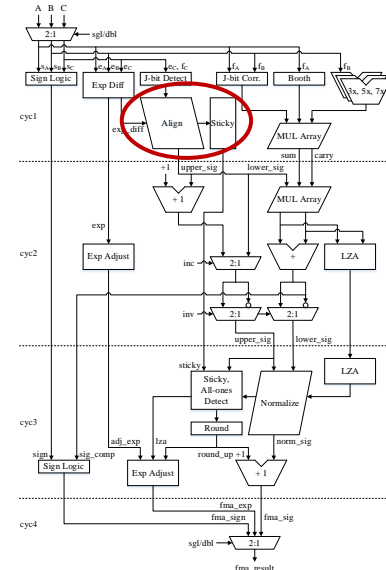 A B C
2:1
sgl/dbl
sA sB sC
eA eB eC
eC, fC
fA
fB
fA
fB
Sign Logic
Exp Diff
J-bit Detect
J-bit Corr.
Booth
3x, 5x, 7x
cyc1
exp_diff
Align
Sticky
MUL Array
sum
carry
+1
upper_sig
lower_sig
+ 1
MUL Array
exp
cyc2
Exp Adjust
inc
2:1
+
LZA
inv
2:1
2:1
upper_sig
lower_sig
sticky
Sticky,
All-ones
Detect
Normalize
LZA
cyc3
Round
sign
sig_comp
adj_exp
lza
round_up +1
norm_sig
Sign Logic
Exp Adjust
+ 1
cyc4
fma_exp
fma_sign
fma_sig
sgl/dbl
2:1
fma_result